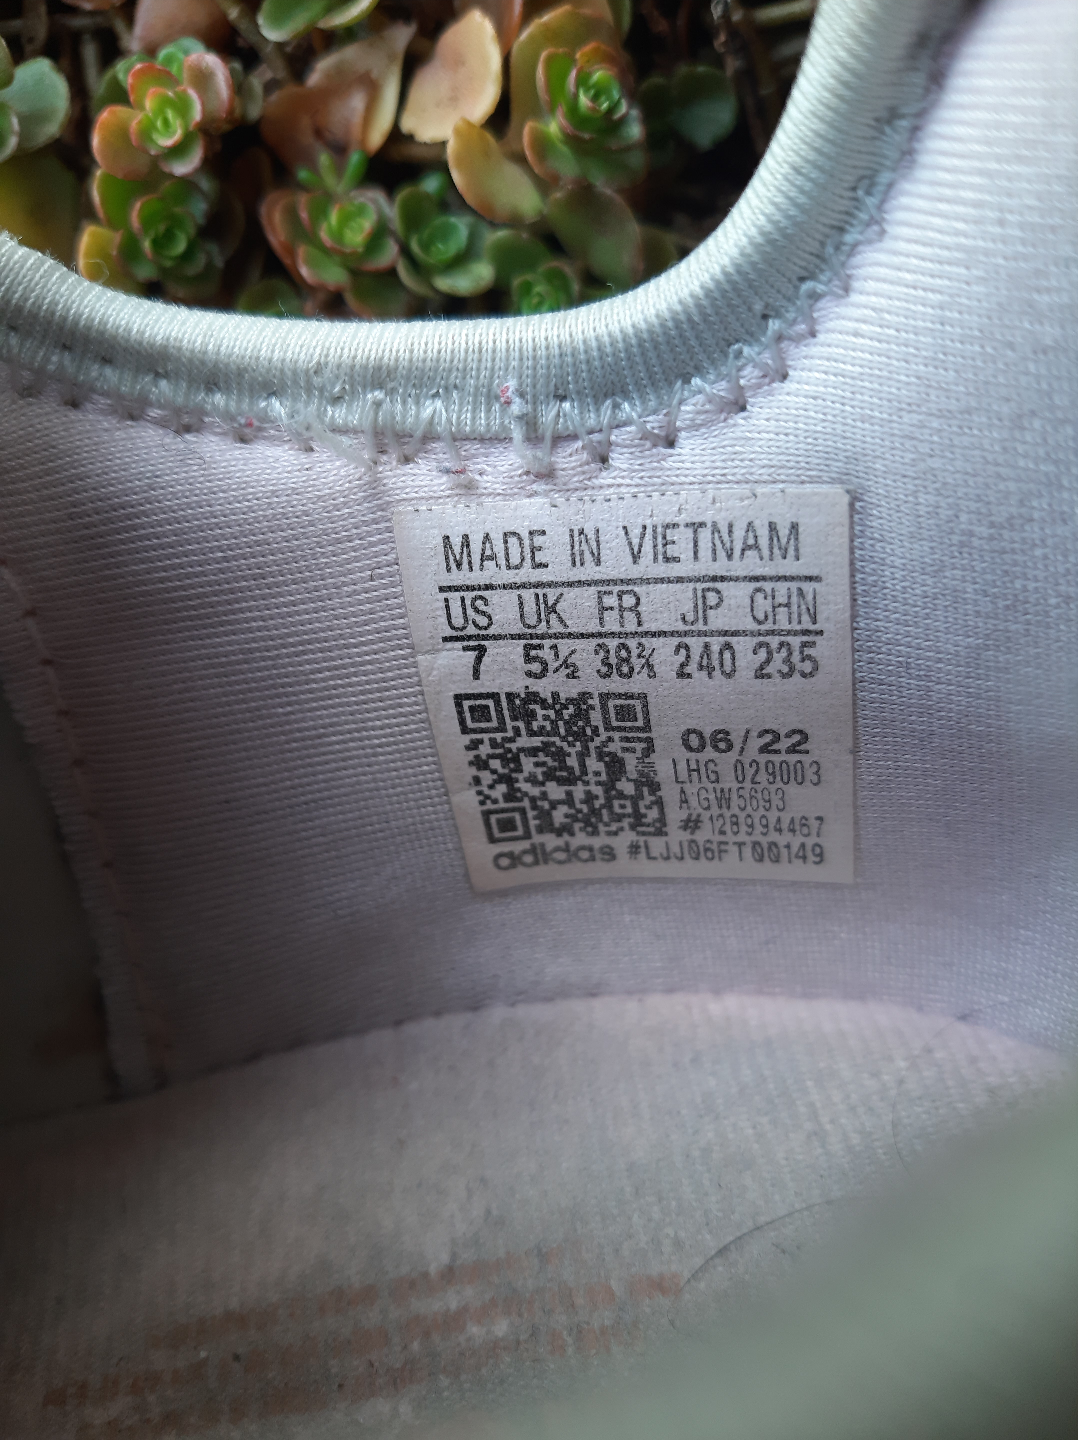 MADE IN VIETNAM
US UK FR JP CHN
7 5½ 38⅔ 240 235
06/22
LHG 029003
A:GW5693
#128994467
adidas #LJJ06FT00149